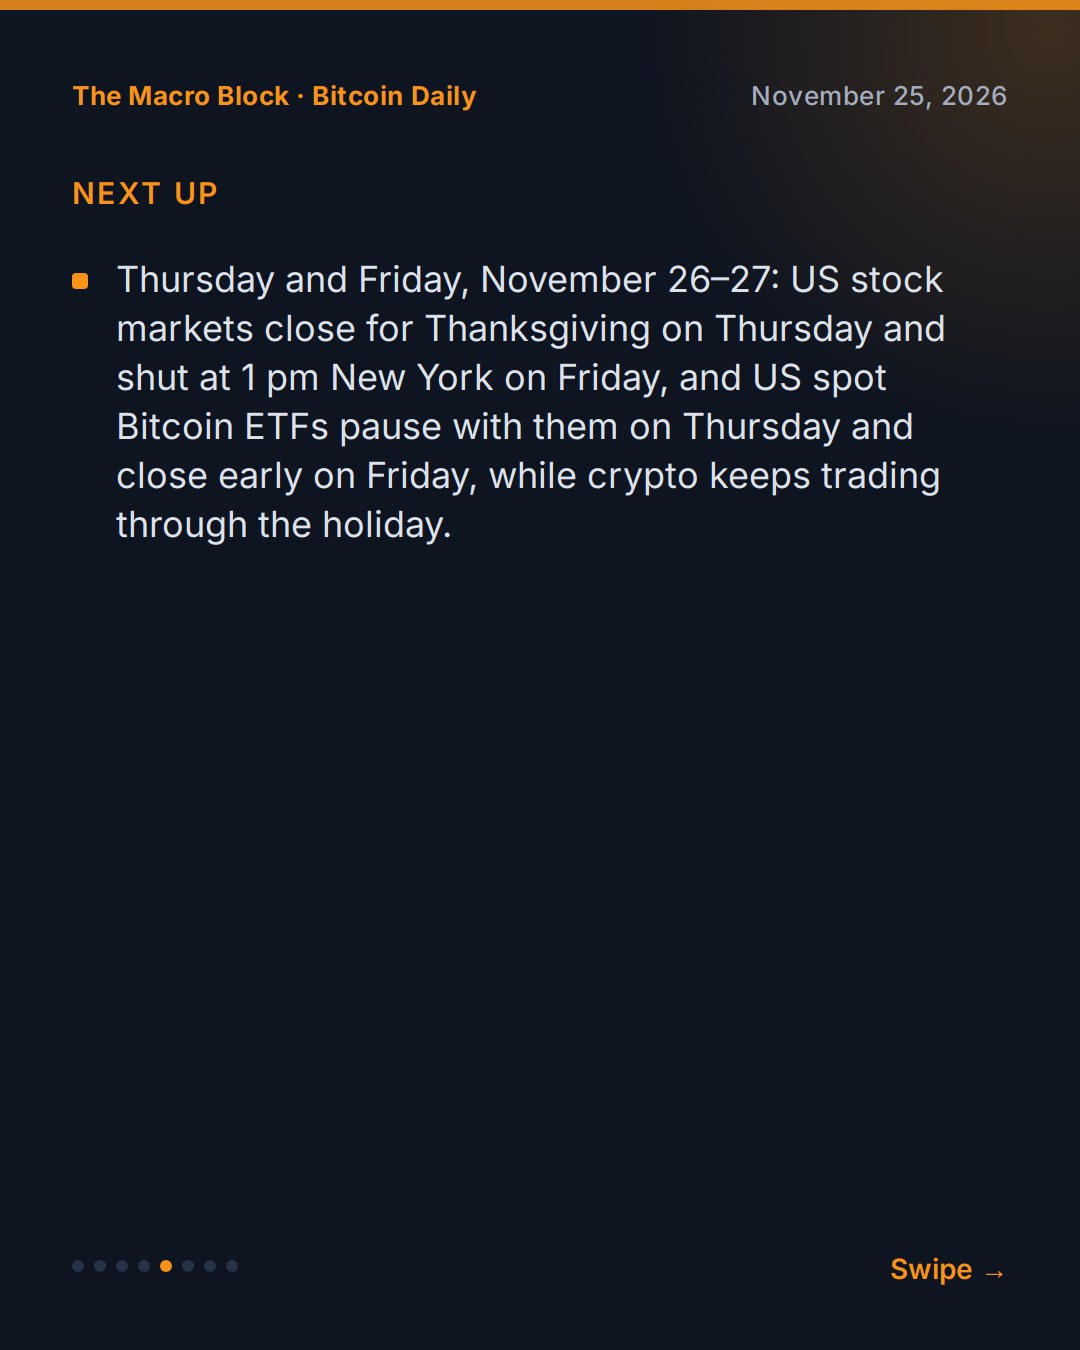 The Macro Block · Bitcoin Daily
November 25, 2026
NEXT UP
Thursday and Friday, November 26–27: US stock
markets close for Thanksgiving on Thursday and
shut at 1 pm New York on Friday, and US spot
Bitcoin ETFs pause with them on Thursday and
close early on Friday, while crypto keeps trading
through the holiday.
Swipe →